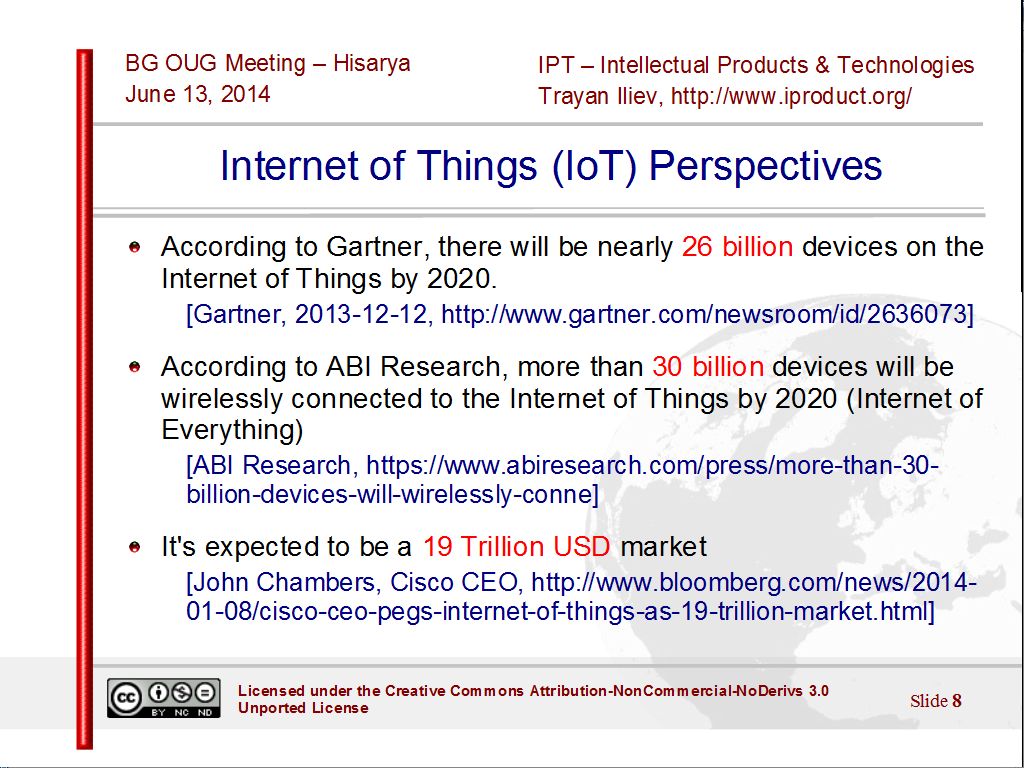 BG OUG Meeting – Hisarya
June 13, 2014
IPT – Intellectual Products & Technologies
Trayan Iliev, http://www.iproduct.org/
Internet of Things (IoT) Perspectives
According to Gartner, there will be nearly 26 billion devices on the
Internet of Things by 2020.
[Gartner, 2013-12-12, http://www.gartner.com/newsroom/id/2636073]
According to ABI Research, more than 30 billion devices will be
wirelessly connected to the Internet of Things by 2020 (Internet of
Everything)
[ABI Research, https://www.abiresearch.com/press/more-than-30-
billion-devices-will-wirelessly-conne]
It's expected to be a 19 Trillion USD market
[John Chambers, Cisco CEO, http://www.bloomberg.com/news/2014-
01-08/cisco-ceo-pegs-internet-of-things-as-19-trillion-market.html]
cc
BY NC ND
Licensed under the Creative Commons Attribution-NonCommercial-NoDerivs 3.0
Unported License
Slide 8